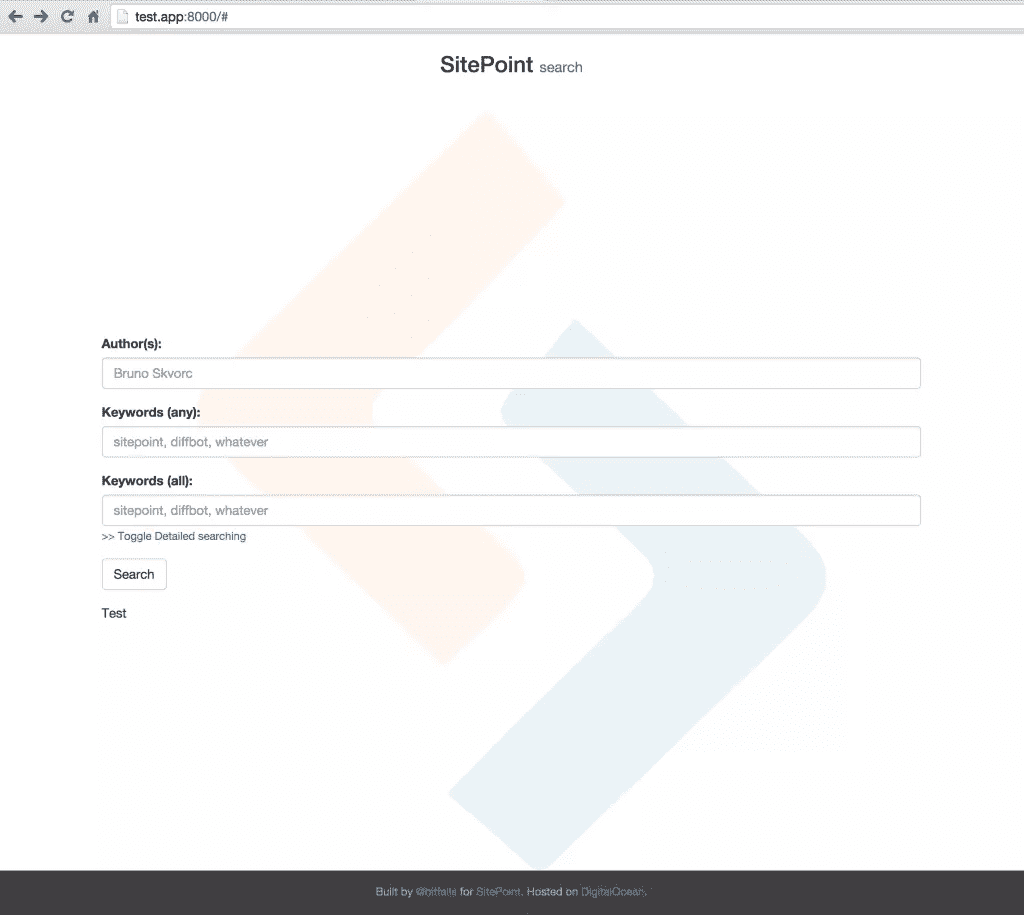 test.app:8000/#
SitePoint search
Author(s):
Bruno Skvorc
Keywords (any):
sitepoint, diffbot, whatever
Keywords (all):
sitepoint, diffbot, whatever
>> Toggle Detailed searching
Search
Test
Built by @bitfalls for SitePoint. Hosted on DigitalOcean.